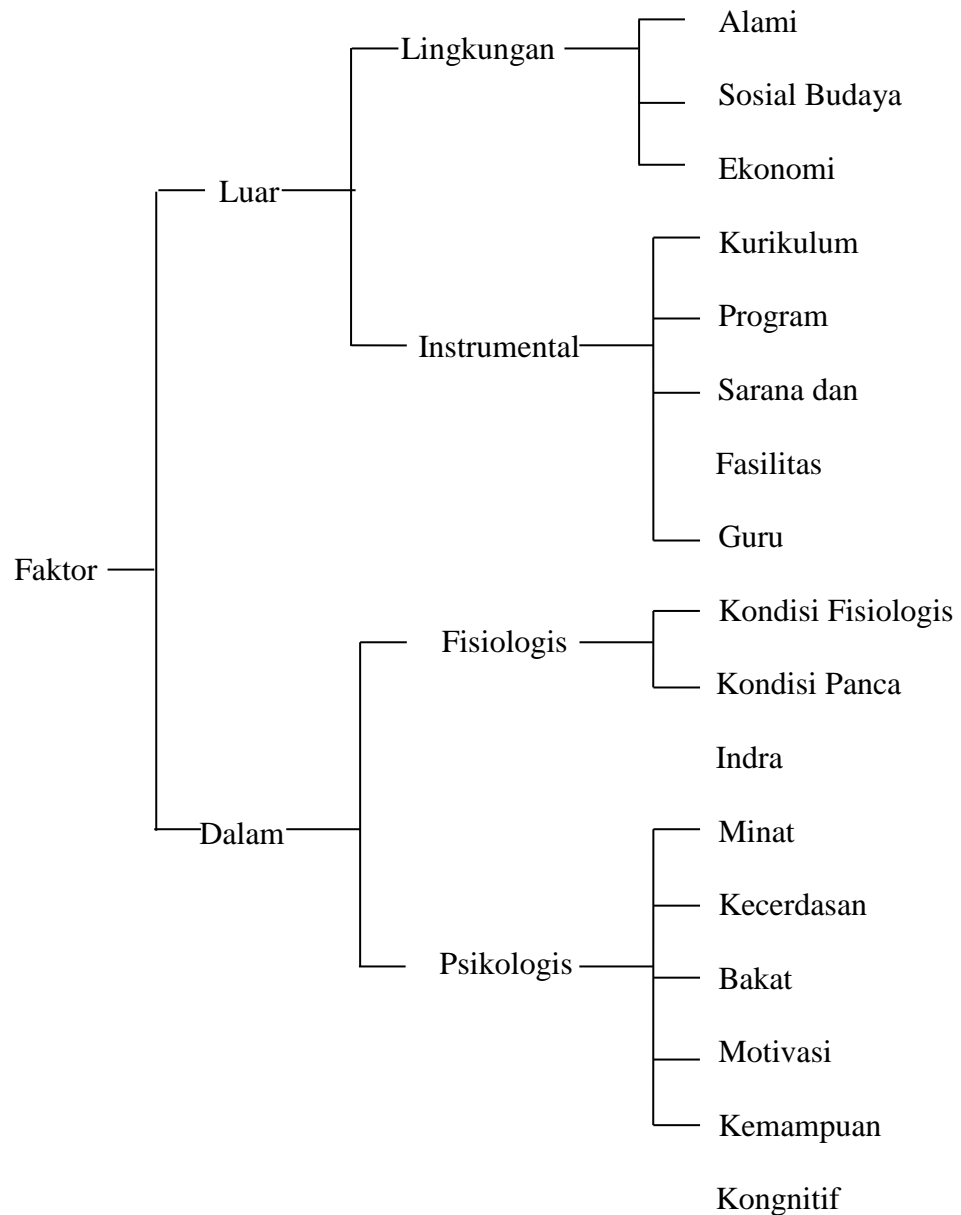 Alami
Lingkungan
Sosial Budaya
Ekonomi
Luar
Kurikulum
Program
Instrumental
Sarana dan
Fasilitas
Guru
Faktor
Kondisi Fisiologis
Fisiologis
Kondisi Panca
Indra
Dalam
Minat
Kecerdasan
Psikologis
Bakat
Motivasi
Kemampuan
Kongnitif